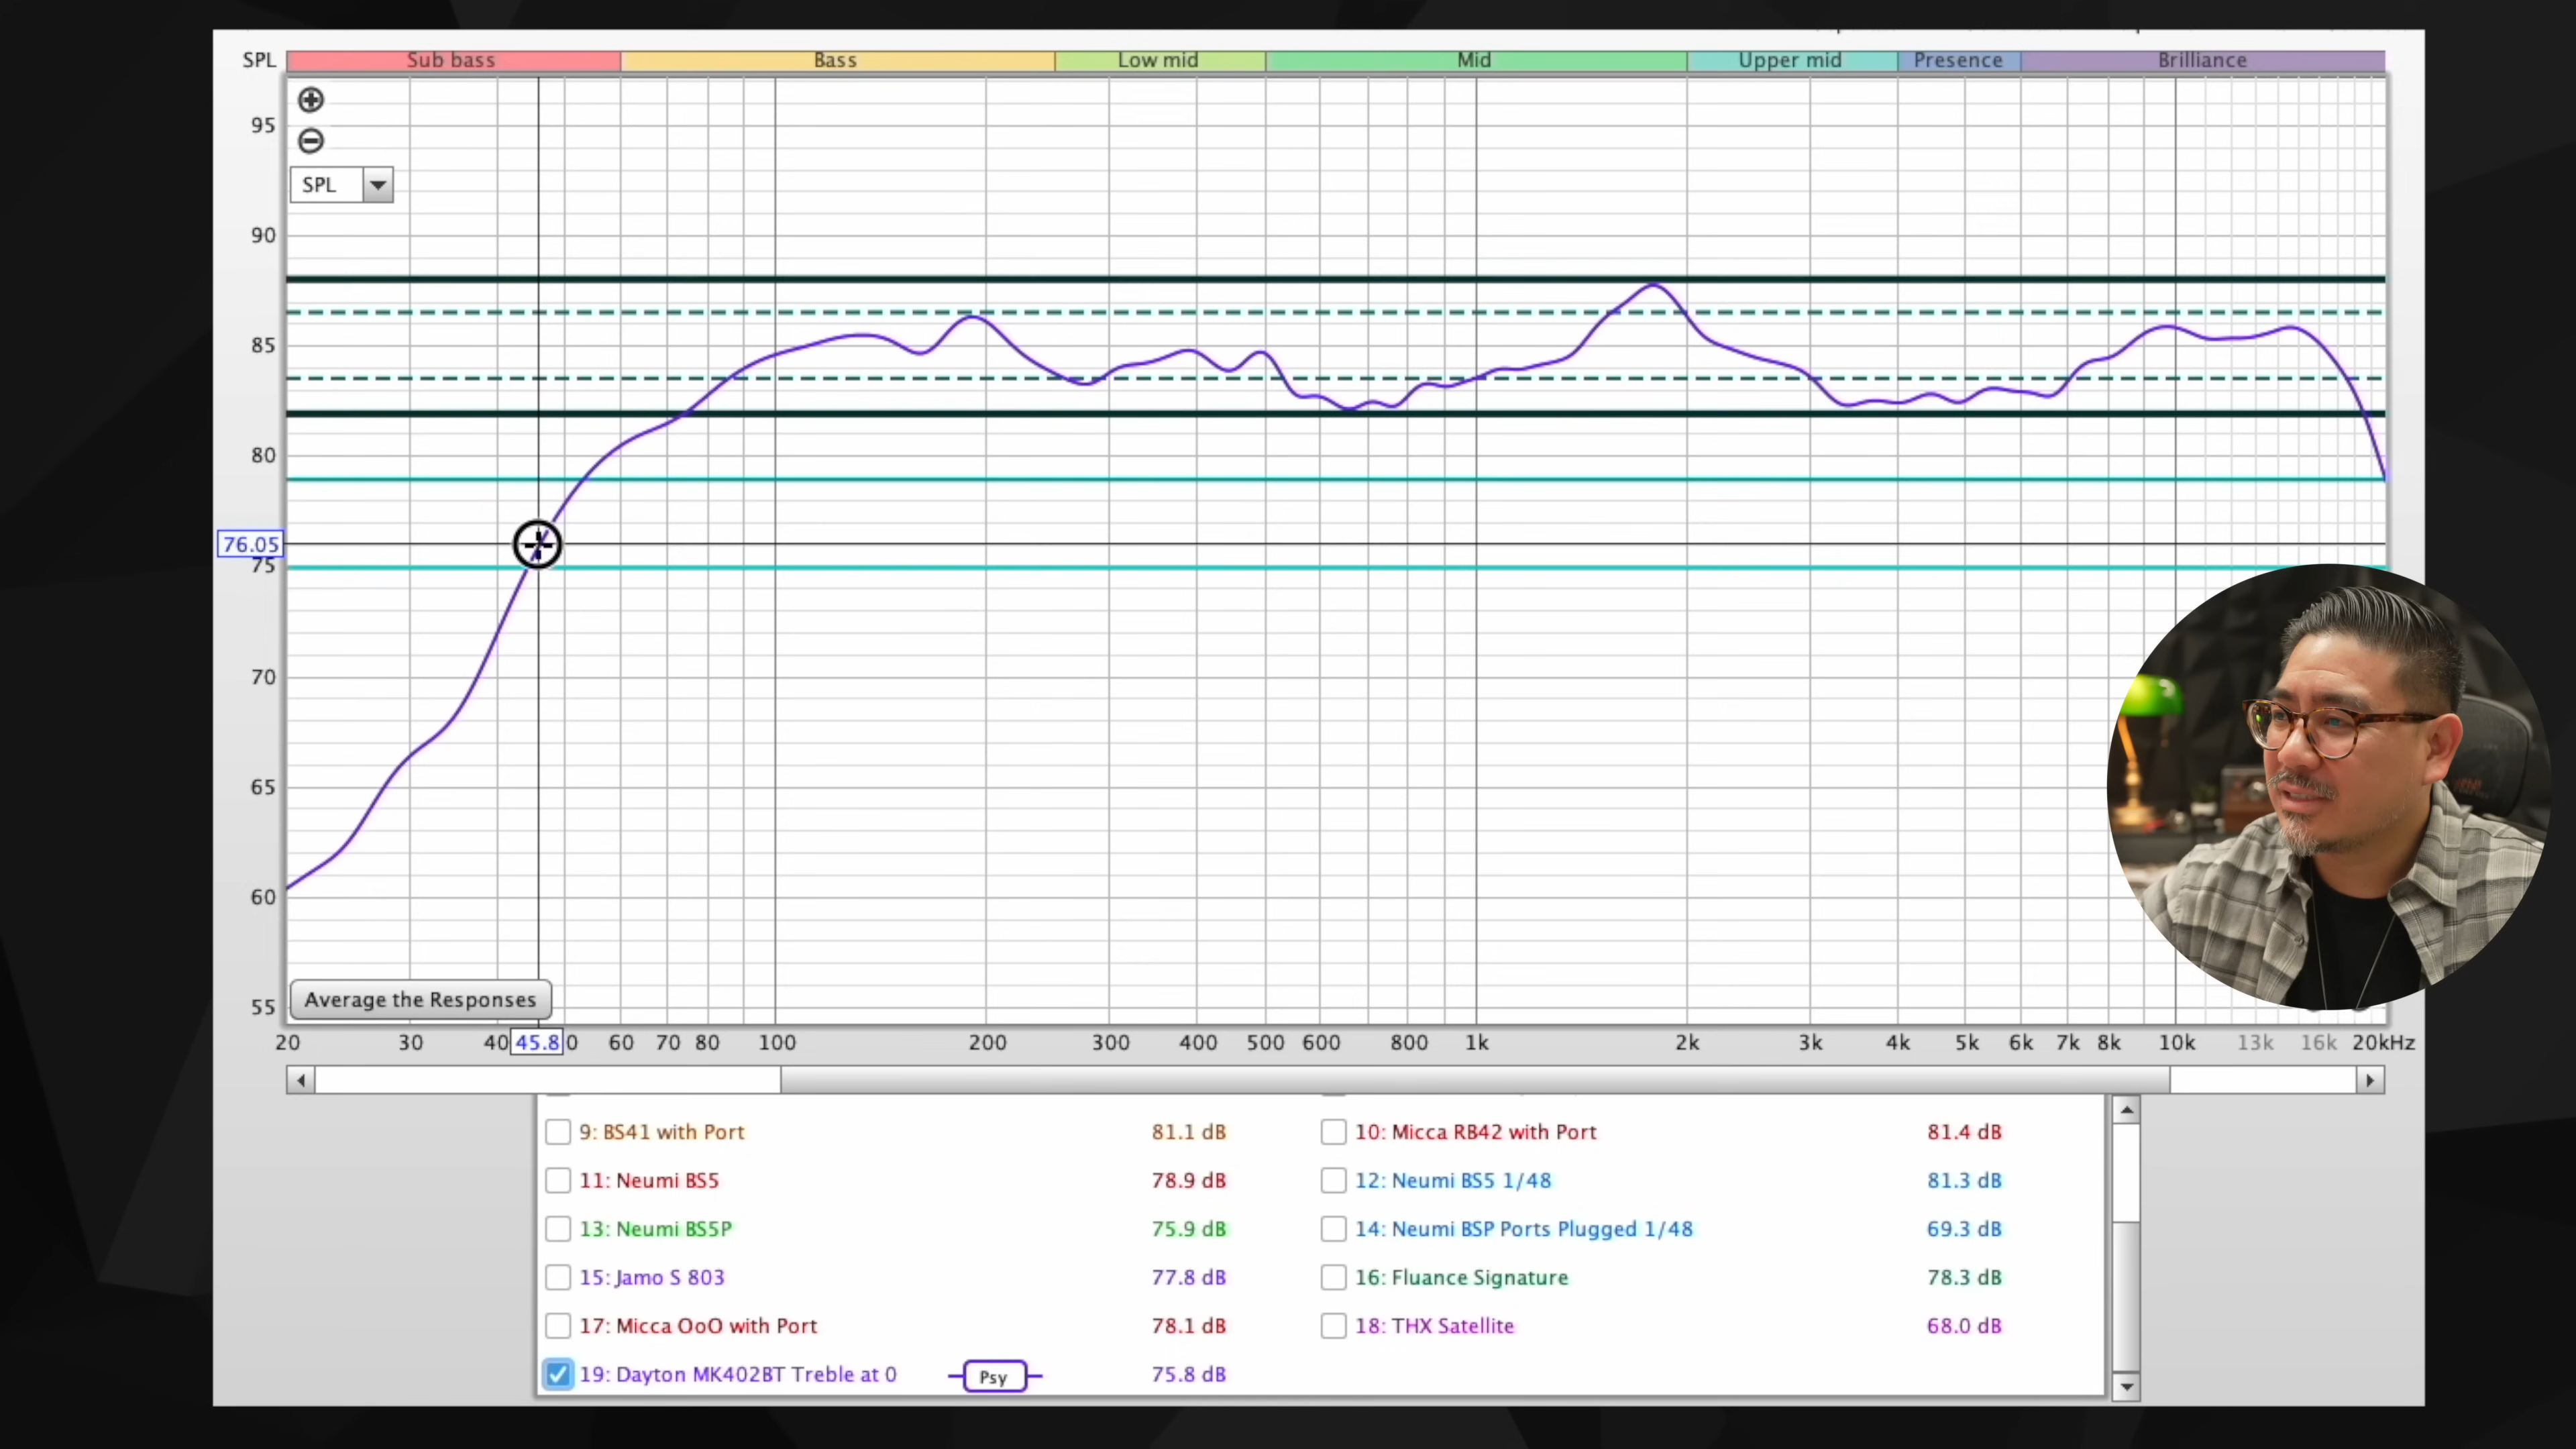 SPL Sub bass Bass Low mid Mid Upper mid Presence Brilliance
95
SPL
90
85
80
76.05
75
70
65
60
Average the Responses
55
20 30 40 45.8 0 60 70 80 100 200 300 400 500 600 800 1k 2k 3k 4k 5k 6k 7k 8k 10k 13k 16k 20kHz
9: BS41 with Port 81.1 dB 10: Micca RB42 with Port 81.4 dB
11: Neumi BS5 78.9 dB 12: Neumi BS5 1/48 81.3 dB
13: Neumi BS5P 75.9 dB 14: Neumi BSP Ports Plugged 1/48 69.3 dB
15: Jamo S 803 77.8 dB 16: Fluance Signature 78.3 dB
17: Micca OoO with Port 78.1 dB 18: THX Satellite 68.0 dB
19: Dayton MK402BT Treble at 0 Psy 75.8 dB